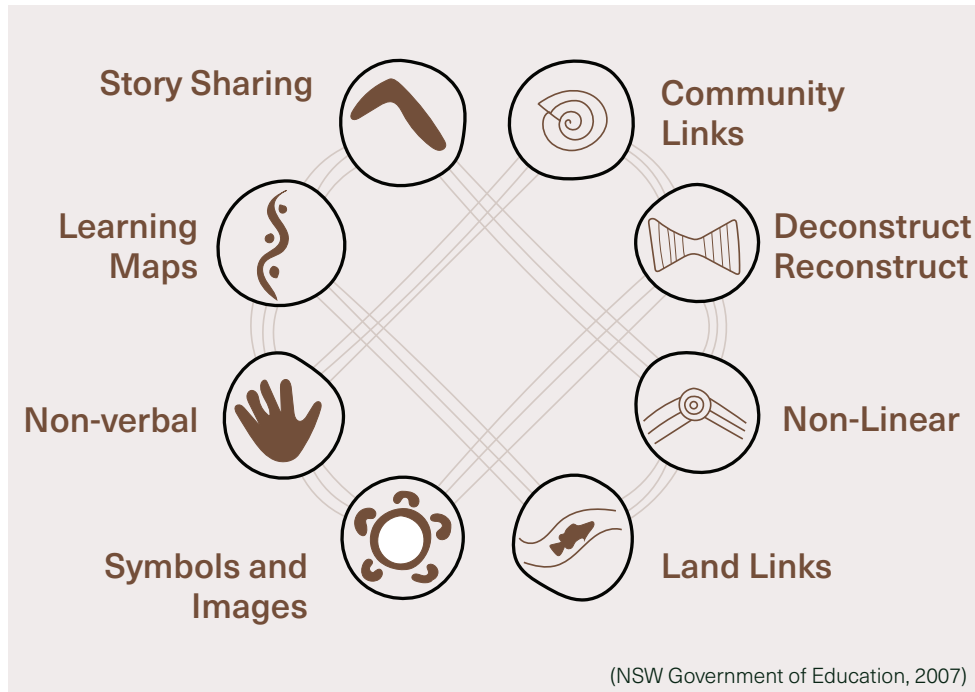 Story Sharing
Community
Links
Learning
Maps
Deconstruct
Reconstruct
Non-verbal
Non-Linear
Symbols and
Images
Land Links
(NSW Government of Education, 2007)